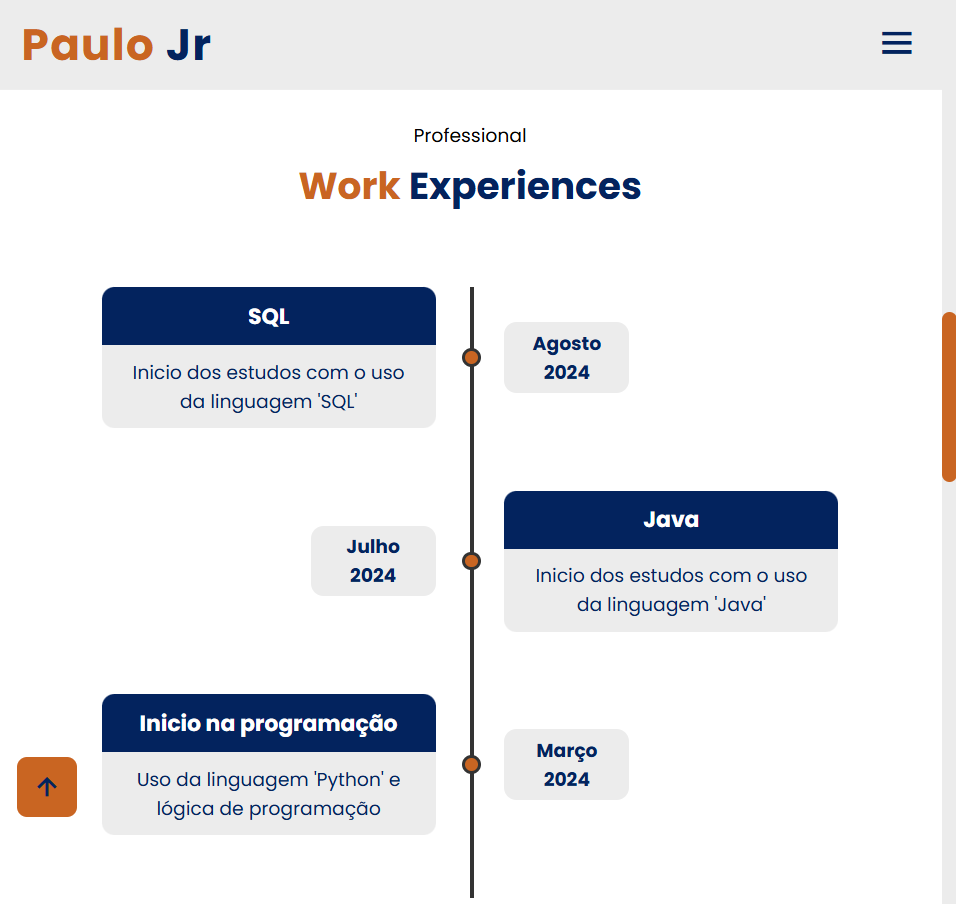 Paulo Jr
Professional
Work Experiences
SQL
Inicio dos estudos com o uso
da linguagem 'SQL'
Agosto
2024
Julho
2024
Java
Inicio dos estudos com o uso
da linguagem 'Java'
Inicio na programação
Uso da linguagem 'Python' e
lógica de programação
Março
2024